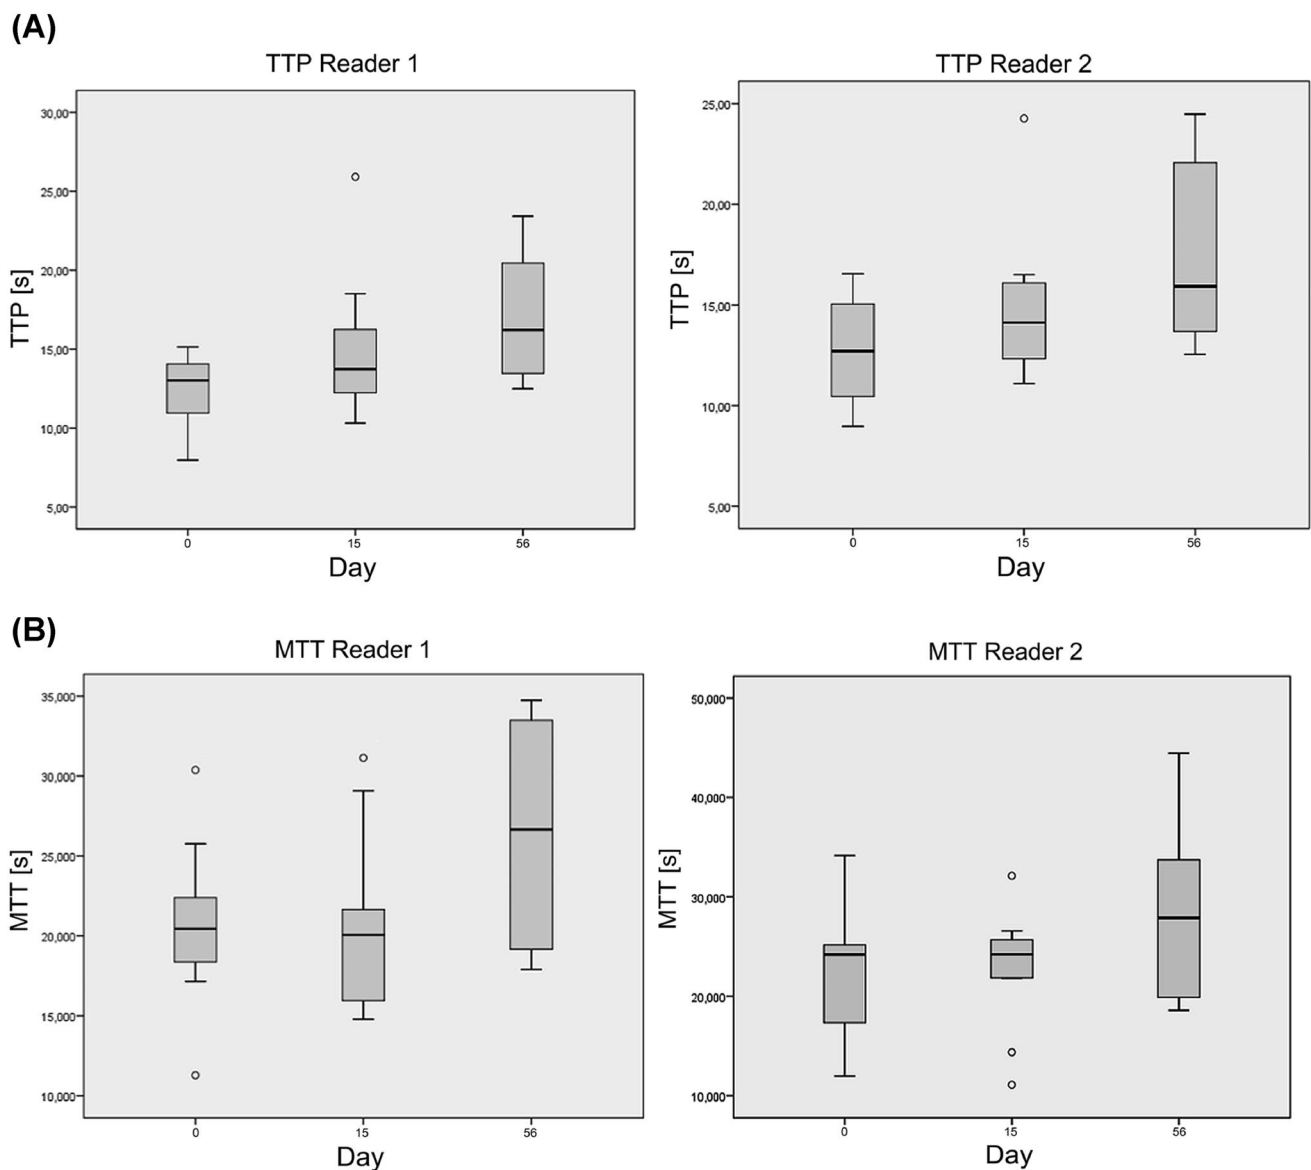 (A)
TTP Reader 1
TTP [s]
30,00
25,00
20,00
15,00
10,00
5,00
0 15 56
Day
TTP Reader 2
TTP [s]
25,00
20,00
15,00
10,00
5,00
0 15 56
Day
(B)
MTT Reader 1
MTT [s]
35,000
30,000
25,000
20,000
15,000
10,000
0 15 56
Day
MTT Reader 2
MTT [s]
50,000
40,000
30,000
20,000
10,000
0 15 56
Day